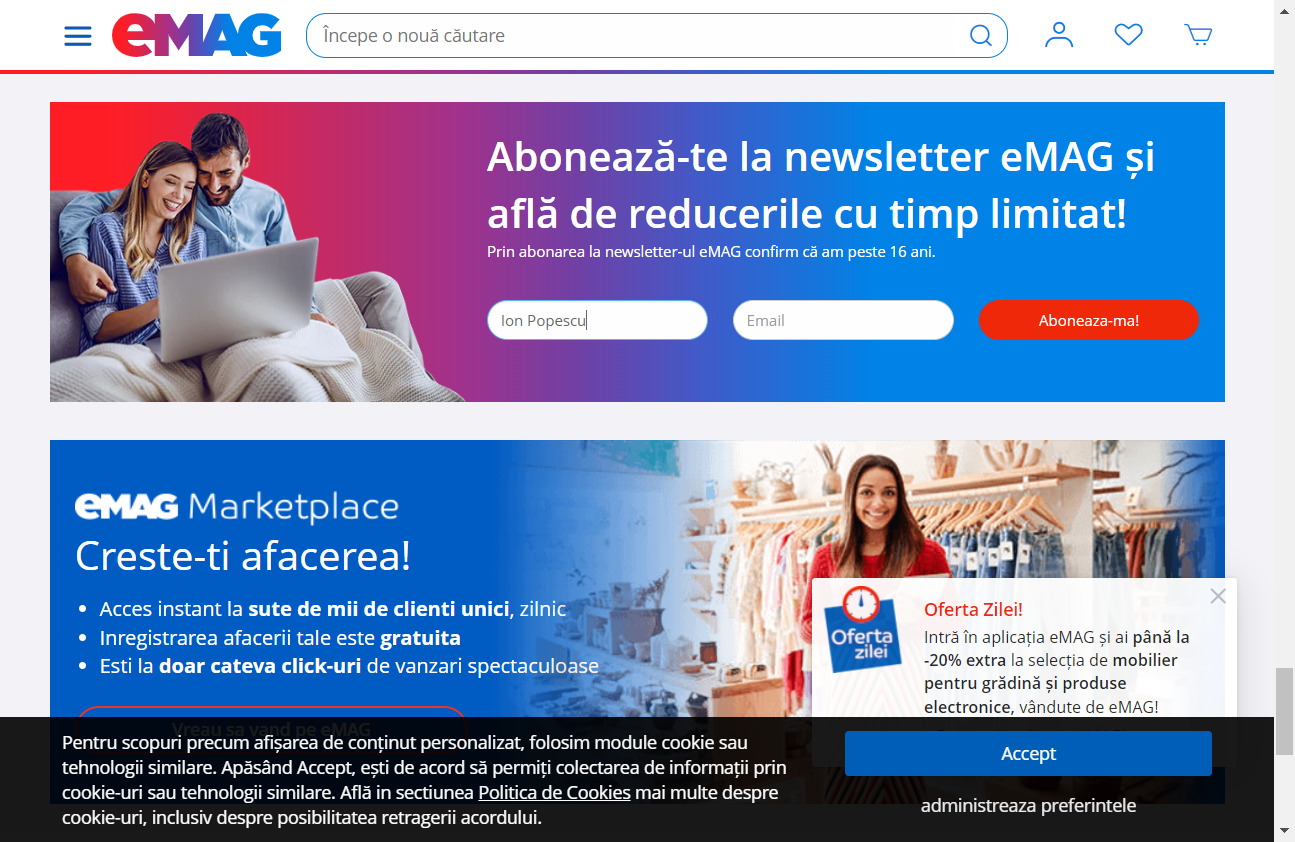 eMAG
Începe o nouă căutare
Abonează-te la newsletter eMAG și
află de reducerile cu timp limitat!
Prin abonarea la newsletter-ul eMAG confirm că am peste 16 ani.
Ion Popescu
Email
Aboneaza-ma!
eMAG Marketplace
Creste-ti afacerea!
Acces instant la sute de mii de clienti unici, zilnic
Inregistrarea afacerii tale este gratuita
Esti la doar cateva click-uri de vanzari spectaculoase
Vreau sa vand pe eMAG
Oferta
zilei
Oferta Zilei!
Intră în aplicația eMAG și ai până la
-20% extra la selecția de mobilier
pentru grădină și produse
electronice, vândute de eMAG!
Pentru scopuri precum afișarea de conținut personalizat, folosim module cookie sau
tehnologii similare. Apăsând Accept, ești de acord să permiți colectarea de informații prin
cookie-uri sau tehnologii similare. Află in sectiunea Politica de Cookies mai multe despre
cookie-uri, inclusiv despre posibilitatea retragerii acordului.
Accept
administreaza preferintele